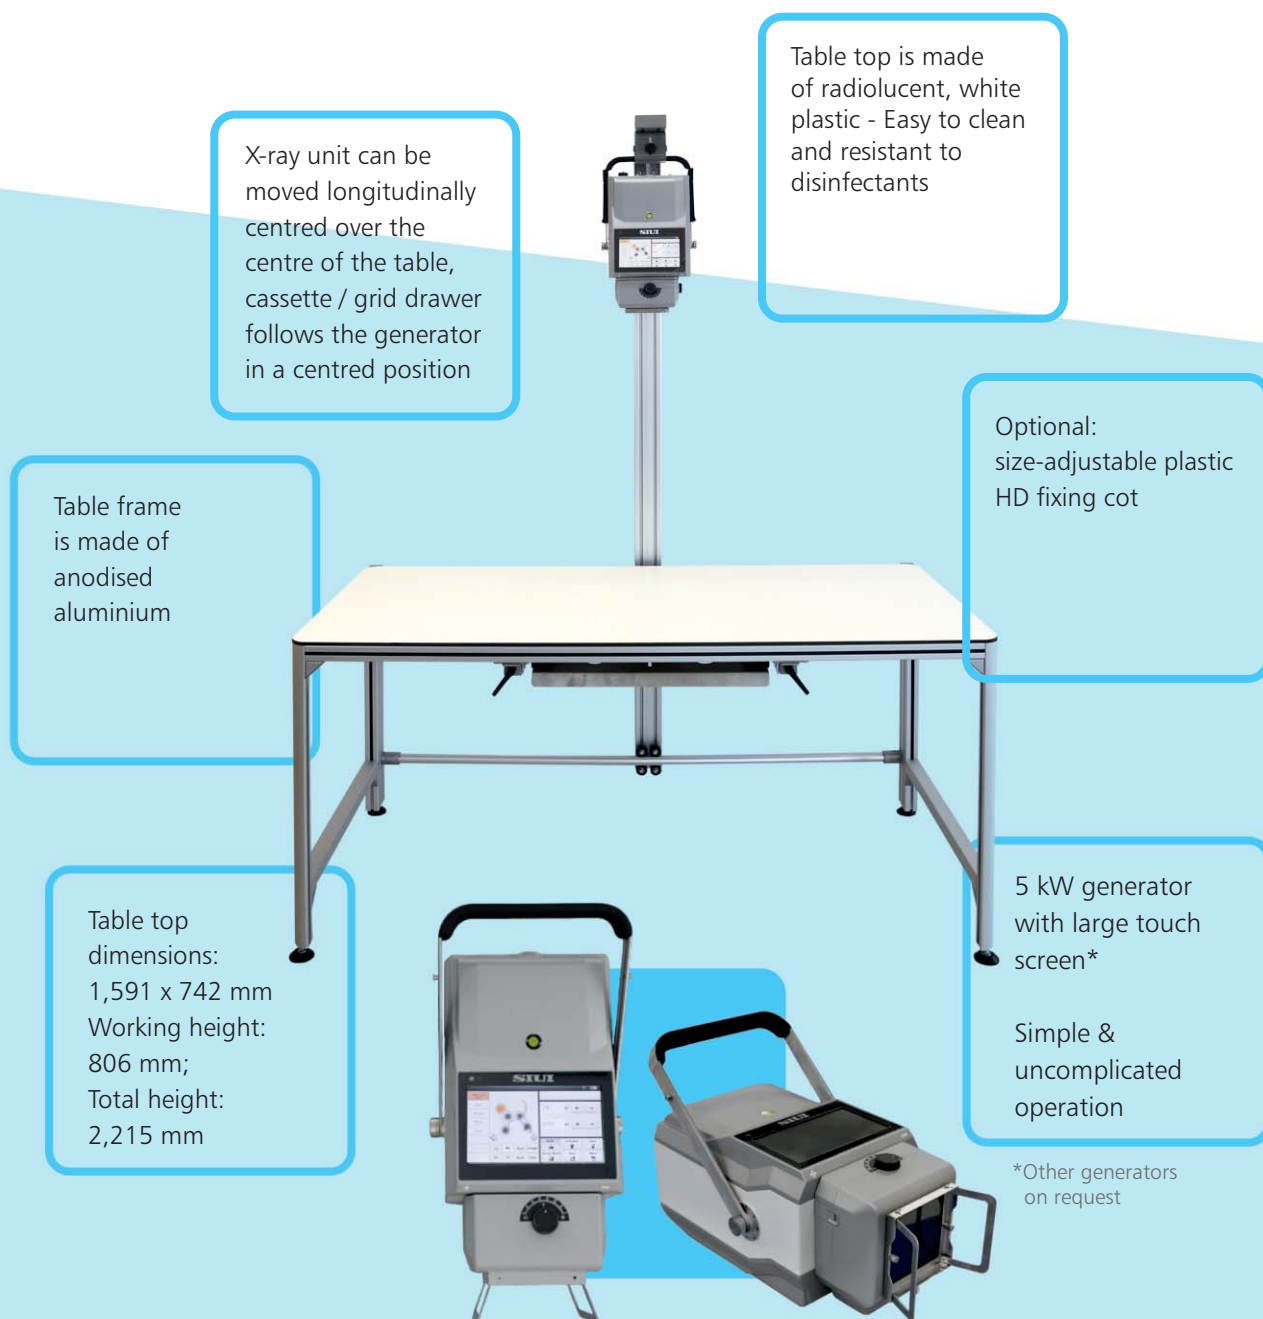 Table top is made
of radiolucent, white
plastic - Easy to clean
and resistant to
disinfectants
X-ray unit can be
moved longitudinally
centred over the
centre of the table,
cassette / grid drawer
follows the generator
in a centred position
SIUI
Optional:
size-adjustable plastic
HD fixing cot
Table frame
is made of
anodised
aluminium
Table top
dimensions:
1,591 x 742 mm
Working height:
806 mm;
Total height:
2,215 mm
5 kW generator
with large touch
screen*
Simple &
uncomplicated
operation
*Other generators
on request
SIUI
SIUI